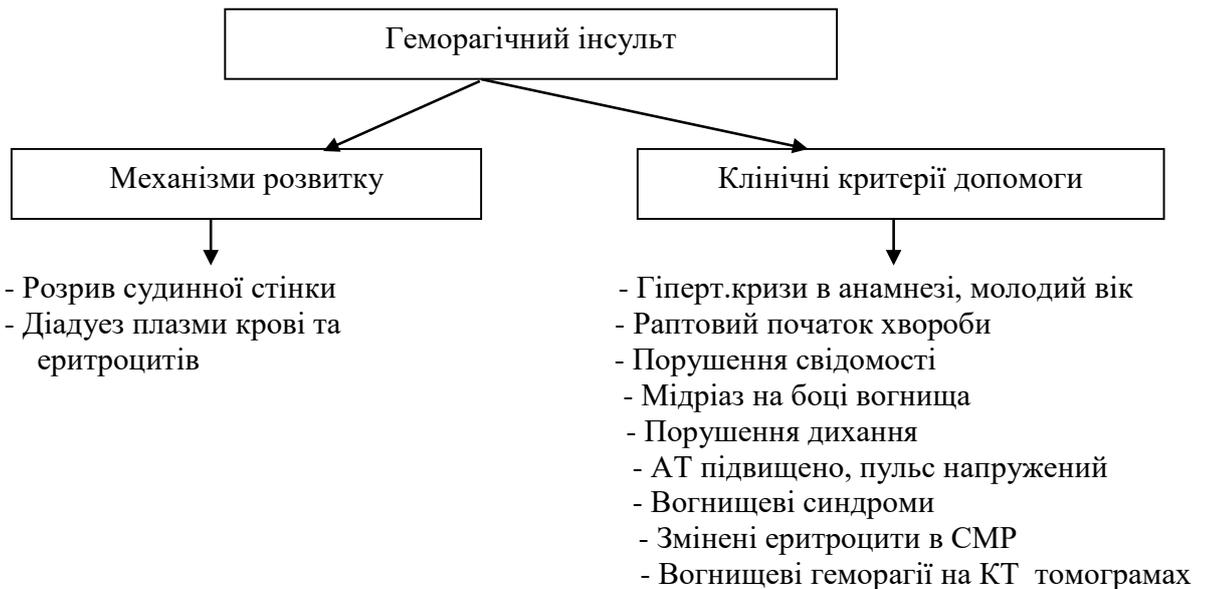 Геморагічний інсульт
Механізми розвитку
- Розрив судинної стінки
- Діадуез плазми крові та
еритроцитів
Клінічні критерії допомоги
- Гіперт.кризи в анамнезі, молодий вік
- Раптовий початок хвороби
- Порушення свідомості
- Мідріаз на боці вогнища
- Порушення дихання
- АТ підвищено, пульс напружений
- Вогнищеві синдроми
- Змінені еритроцити в СМР
- Вогнищеві геморагії на КТ томограмах